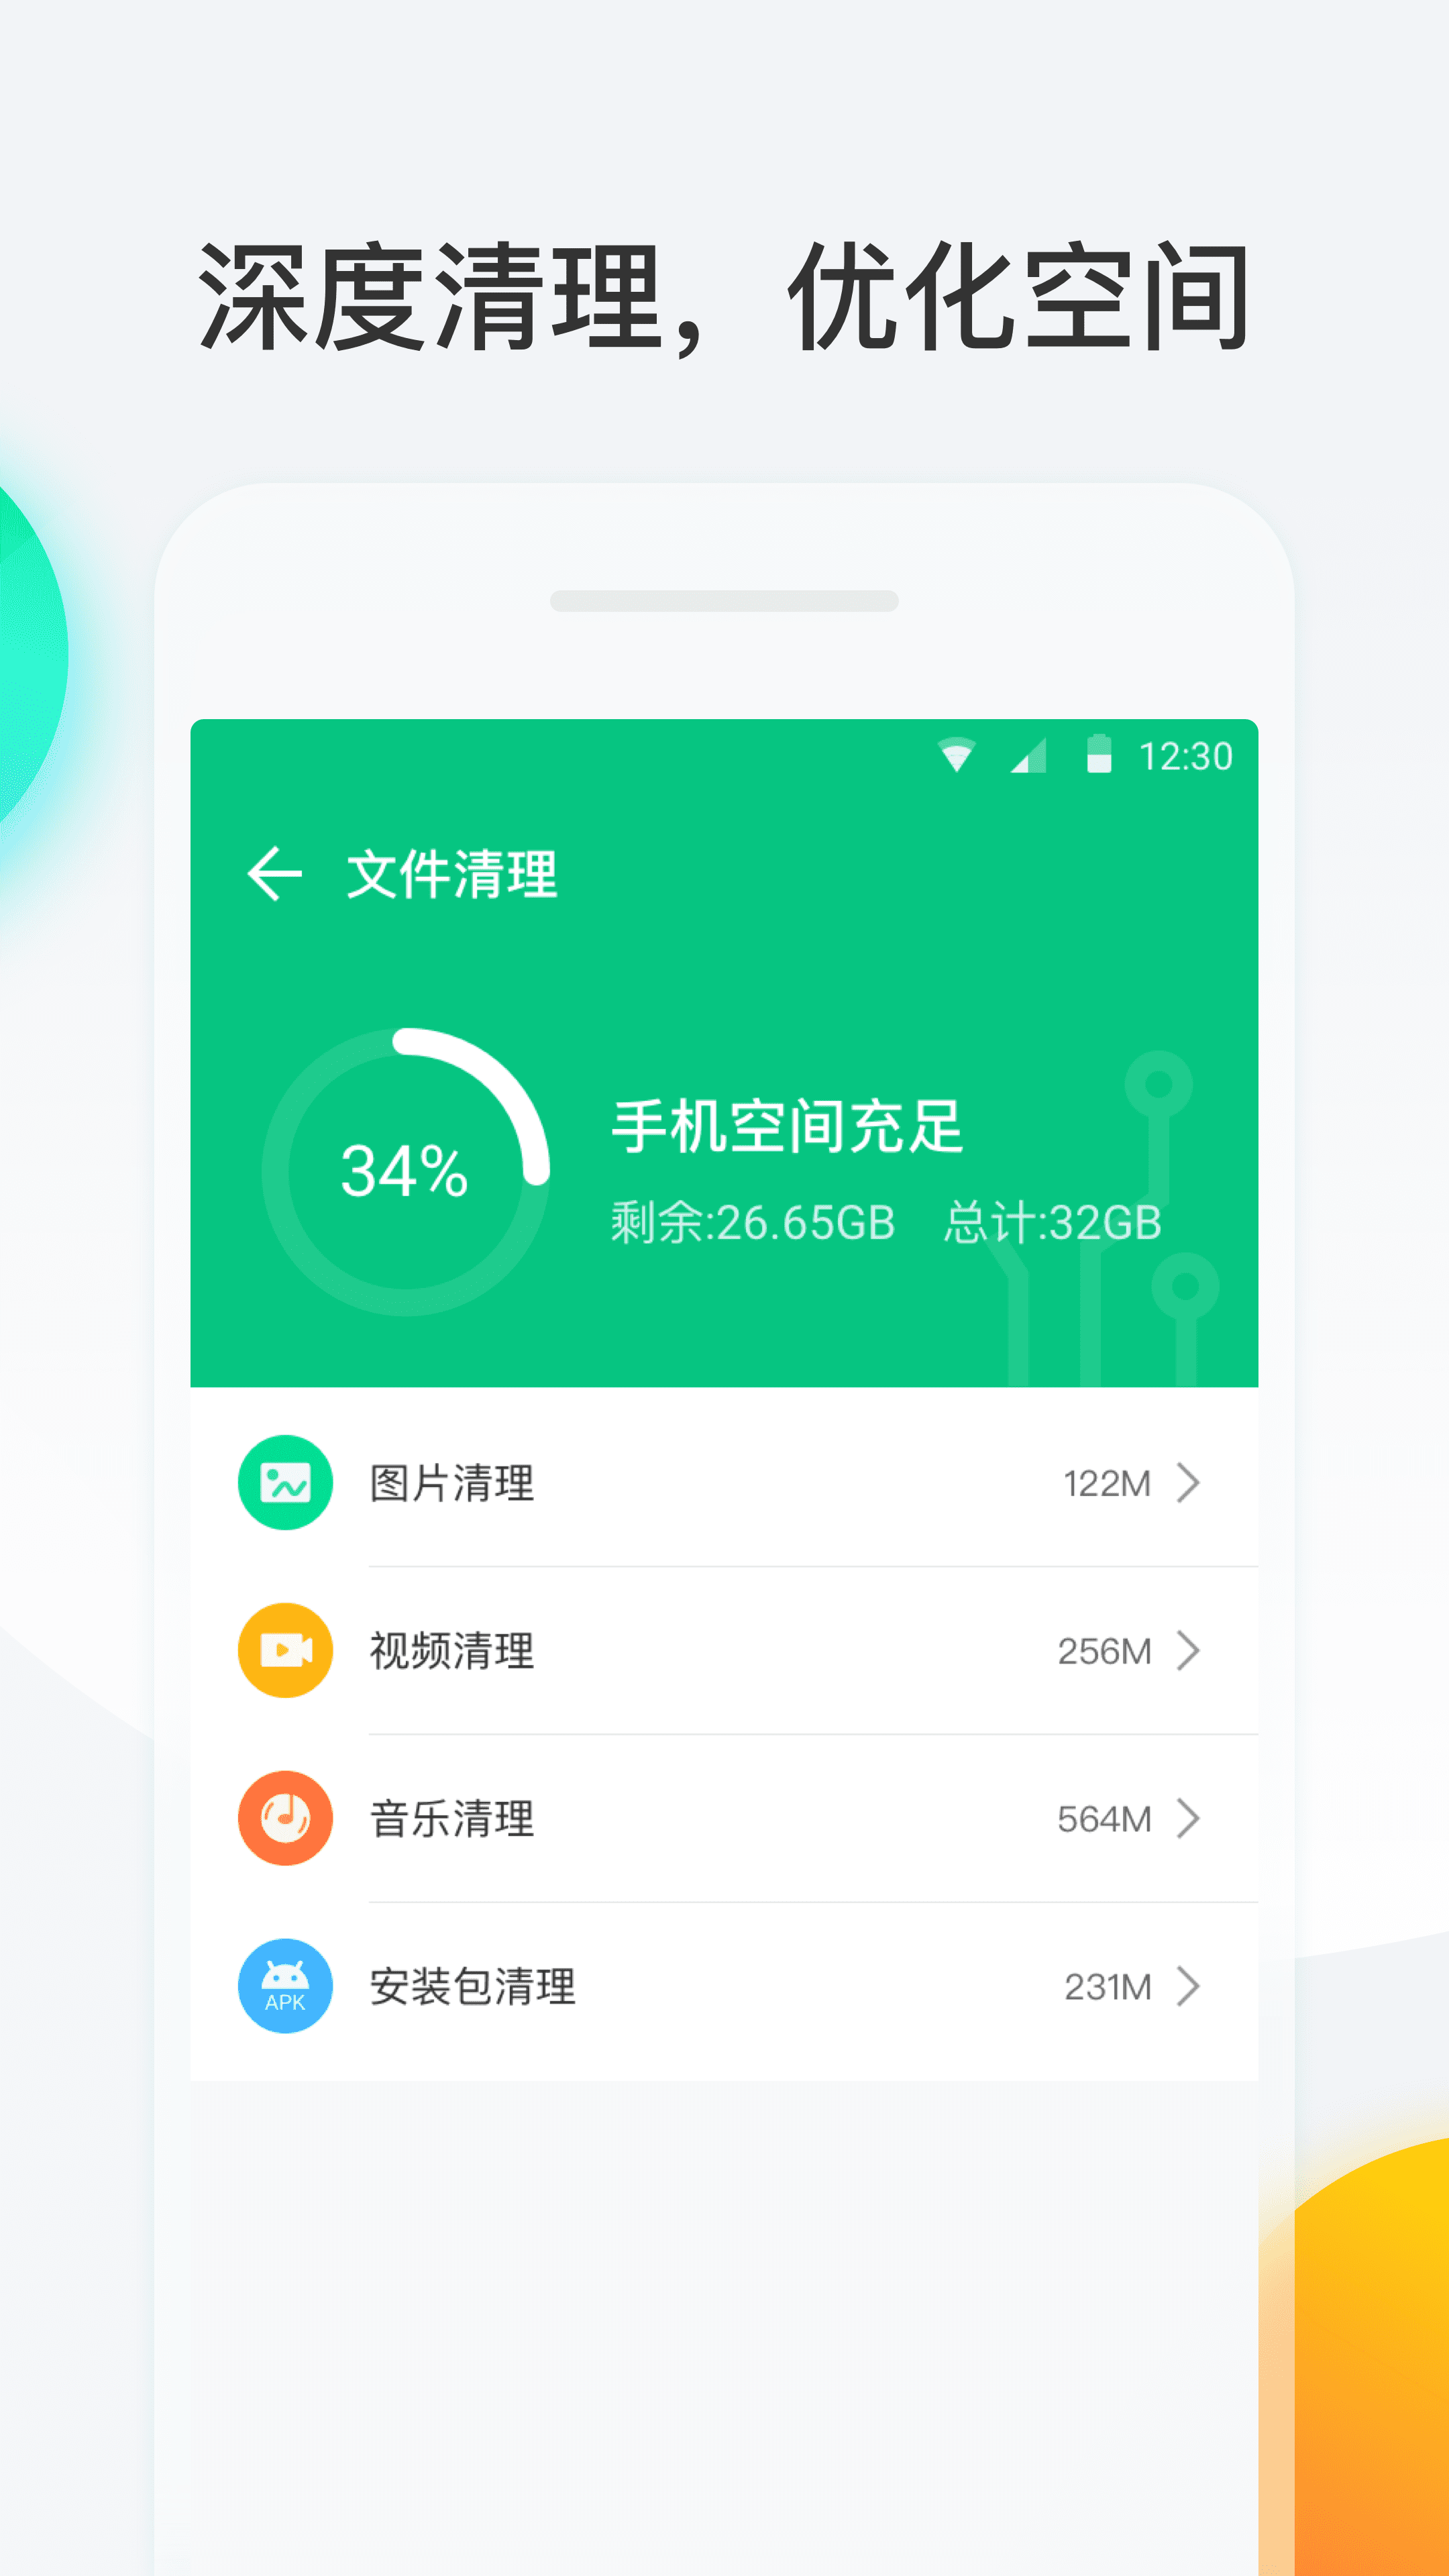 深度清理，优化空间
12:30
文件清理
34%
手机空间充足
剩余:26.65GB 总计:32GB
图片清理 122M
视频清理 256M
音乐清理 564M
安装包清理 231M
APK